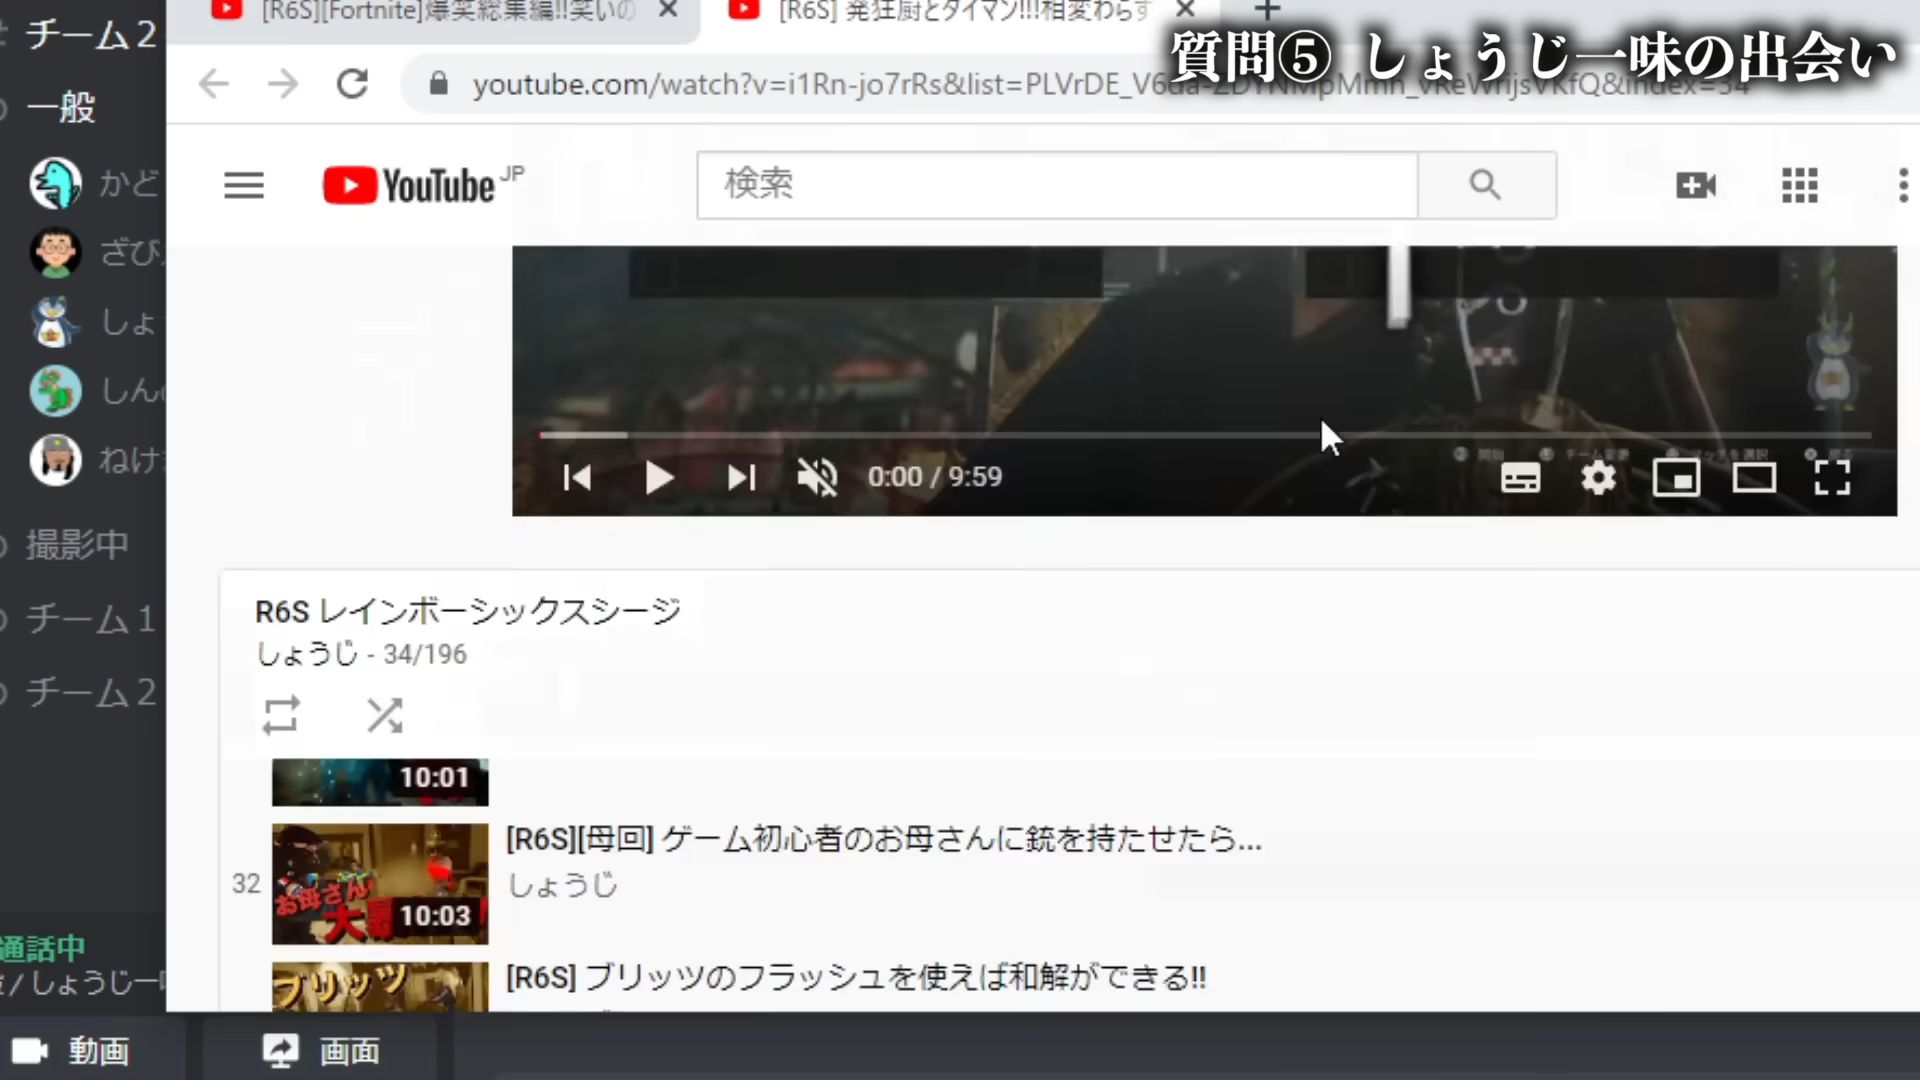 チーム2
一般
かど
ざび
しょ
しん
ねけ
撮影中
チーム1
チーム2
通話中
/しょうじ一
動画
画面
[R6S][Fortnite]爆笑総集編!!笑いの
[R6S] 発狂厨とタイマン!!!相変わらず
質問⑤ しょうじ一味の出会い
youtube.com/watch?v=i1Rn-jo7rRs&list=PLVrDE_V6
YouTube JP
検索
0:00 / 9:59
R6S レインボーシックスシージ
しょうじ - 34/196
10:01
32
お母さん
大
10:03
[R6S][母回] ゲーム初心者のお母さんに銃を持たせたら...
しょうじ
ブリッツ
[R6S] ブリッツのフラッシュを使えば和解ができる!!